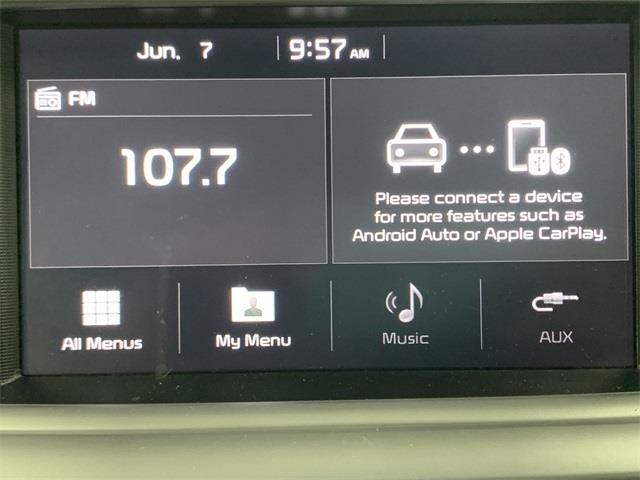 Jun. 7
9:57 AM
FM
107.7
Please connect a device
for more features such as
Android Auto or Apple CarPlay.
All Menus
My Menu
Music
AUX